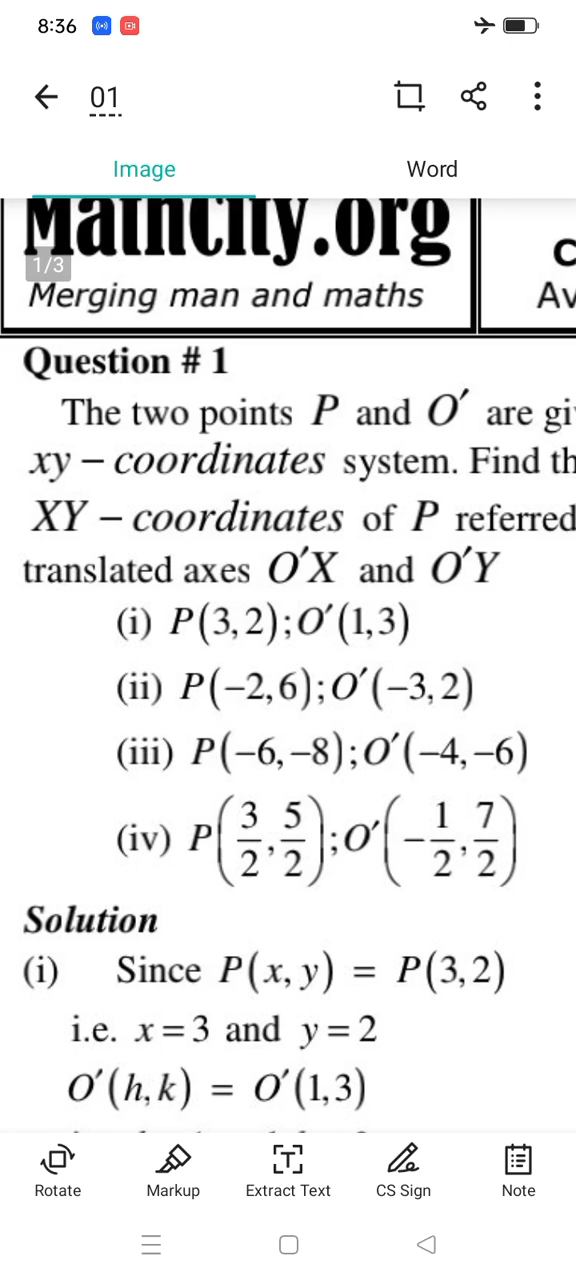 8:36
01
Image Word
Mathcity.org
1/3
Merging man and maths
Av
Question # 1
The two points P and O′ are gi
xy – coordinates system. Find th
XY – coordinates of P referred
translated axes O′X and O′Y
(i) P(3,2);O′(1,3)
(ii) P(−2,6);O′(−3,2)
(iii) P(−6,−8);O′(−4,−6)
(iv) P(3/2,5/2);O′(−1/2,7/2)
Solution
(i) Since P(x,y) = P(3,2)
i.e. x=3 and y=2
O′(h,k) = O′(1,3)
Rotate Markup Extract Text CS Sign Note